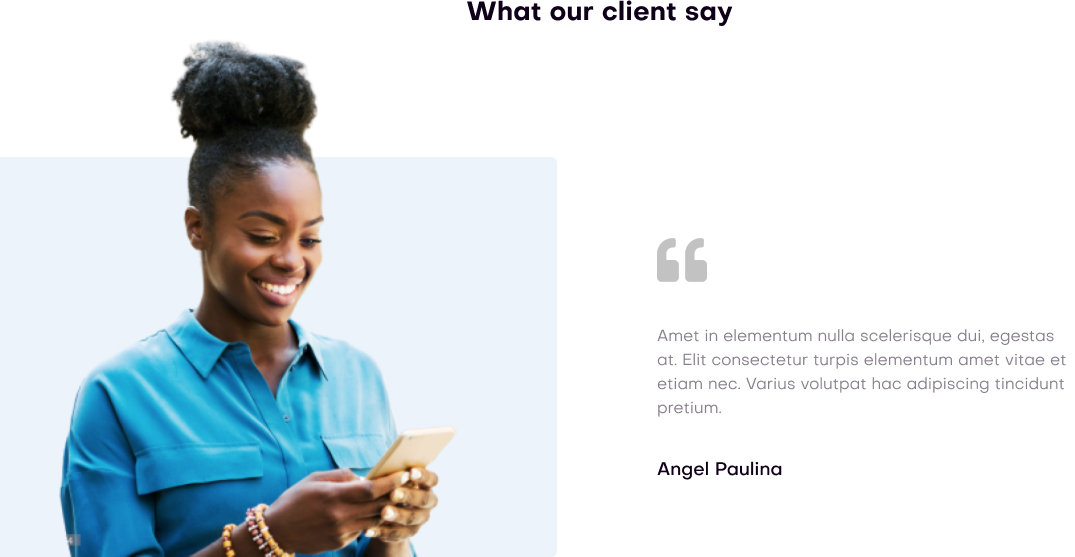 What our client say
Amet in elementum nulla scelerisque dui, egestas
at. Elit consectetur turpis elementum amet vitae et
etiam nec. Varius volutpat hac adipiscing tincidunt
pretium.
Angel Paulina